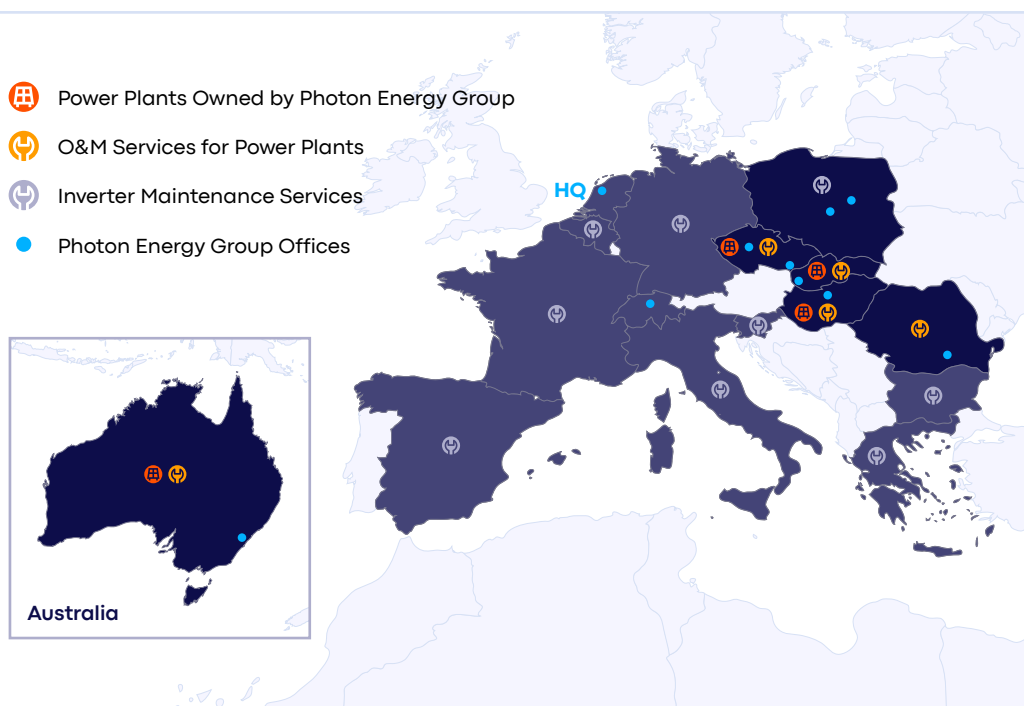 Power Plants Owned by Photon Energy Group
O&M Services for Power Plants
Inverter Maintenance Services
Photon Energy Group Offices
HQ
Australia